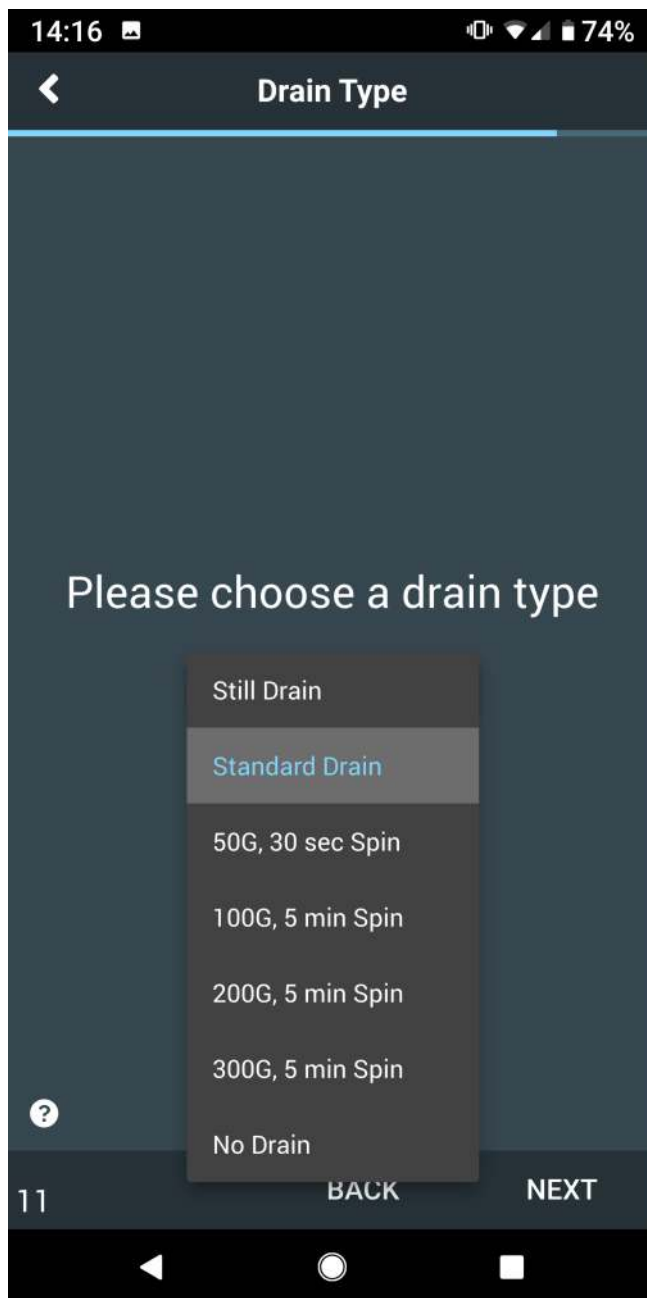 14:16 74%
Drain Type
Please choose a drain type
Still Drain
Standard Drain
50G, 30 sec Spin
100G, 5 min Spin
200G, 5 min Spin
300G, 5 min Spin
?
No Drain
11 BACK NEXT